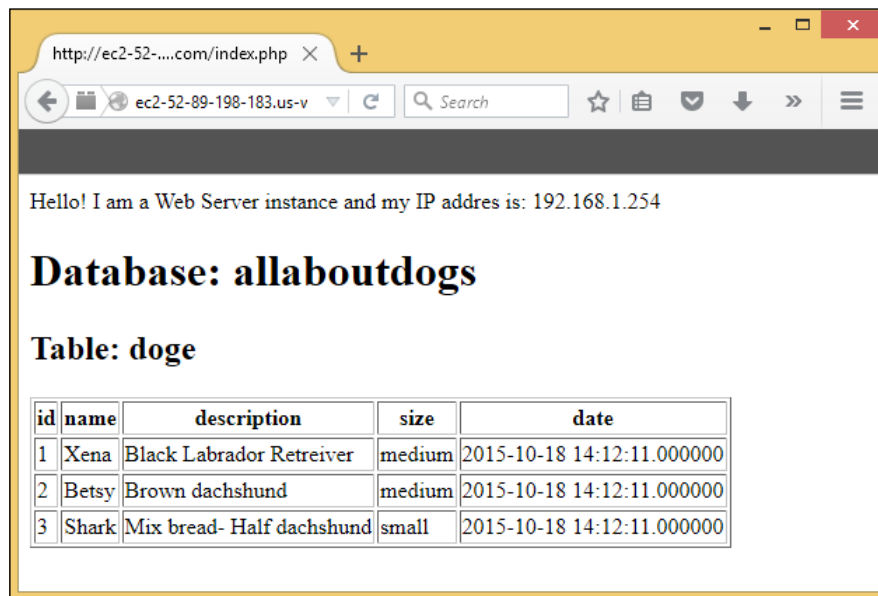 http://ec2-52-....com/index.php
ec2-52-89-198-183.us-v
Search
Hello! I am a Web Server instance and my IP addres is: 192.168.1.254
Database: allaboutdogs
Table: doge
id name description size date
1 Xena Black Labrador Retreiver medium 2015-10-18 14:12:11.000000
2 Betsy Brown dachshund medium 2015-10-18 14:12:11.000000
3 Shark Mix bread- Half dachshund small 2015-10-18 14:12:11.000000